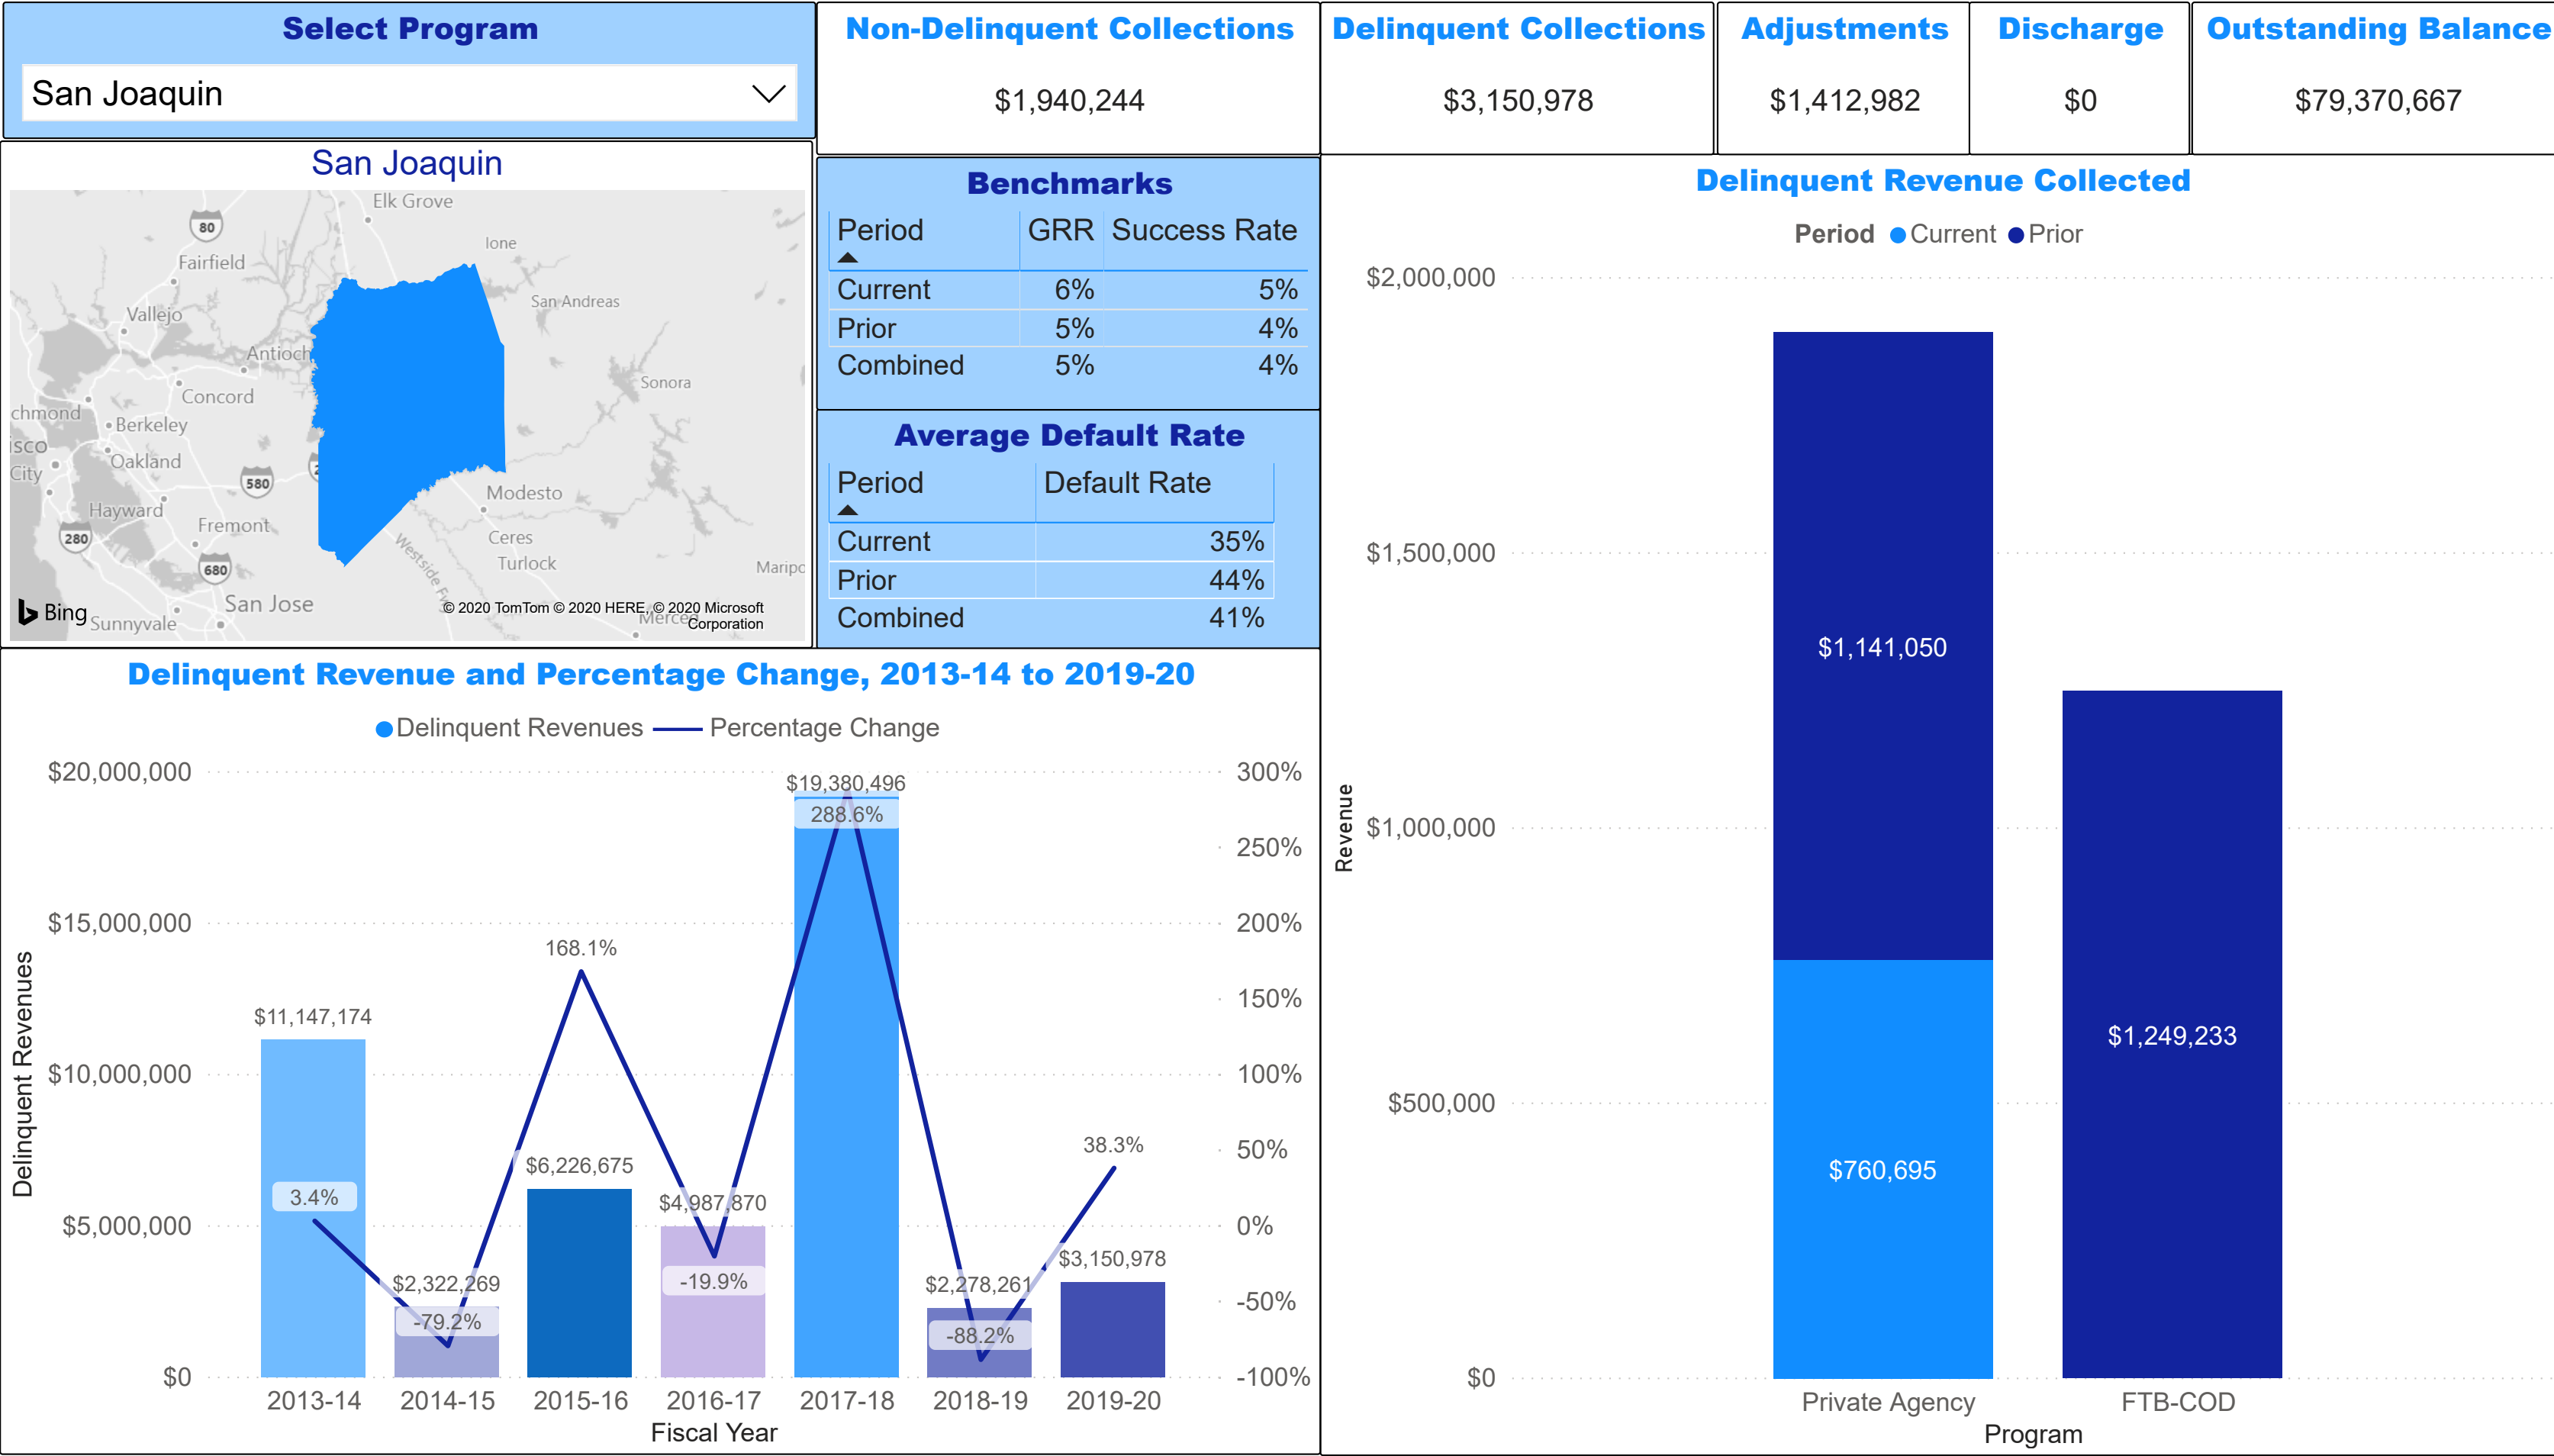 Select Program
San Joaquin
Non-Delinquent Collections
$1,940,244
Delinquent Collections
$3,150,978
Adjustments
$1,412,982
Discharge
$0
Outstanding Balance
$79,370,667
San Joaquin
Elk Grove
80
Ione
Fairfield
San Andreas
Vallejo
Antioch
Sonora
Concord
chmond
Berkeley
isco
Oakland
City
580
Modesto
Hayward
Fremont
280
Ceres
Turlock
680
Maripo
San Jose
Sunnyvale
Merced
Bing
© 2020 TomTom © 2020 HERE, © 2020 Microsoft
Corporation
Benchmarks
Period GRR Success Rate
Current 6% 5%
Prior 5% 4%
Combined 5% 4%
Average Default Rate
Period Default Rate
Current 35%
Prior 44%
Combined 41%
Delinquent Revenue and Percentage Change, 2013-14 to 2019-20
Delinquent Revenues Percentage Change
Delinquent Revenues
$20,000,000
$15,000,000
$10,000,000
$5,000,000
$0
300%
250%
200%
150%
100%
50%
0%
-50%
-100%
$11,147,174
3.4%
$2,322,269
-79.2%
168.1%
$6,226,675
$4,987,870
-19.9%
$19,380,496
288.6%
$2,278,261
-88.2%
38.3%
$3,150,978
2013-14 2014-15 2015-16 2016-17 2017-18 2018-19 2019-20
Fiscal Year
Delinquent Revenue Collected
Period Current Prior
Revenue
$2,000,000
$1,500,000
$1,000,000
$500,000
$0
$1,141,050
$760,695
$1,249,233
Private Agency FTB-COD
Program